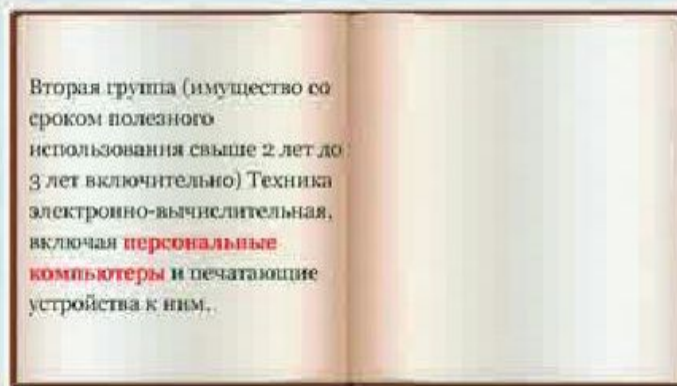 Вторая группа (имущество со
сроком полезного
использования свыше 2 лет до
3 лет включительно) Техника
электронно-вычислительная,
включая персональные
компьютеры и печатающие
устройства к ним.